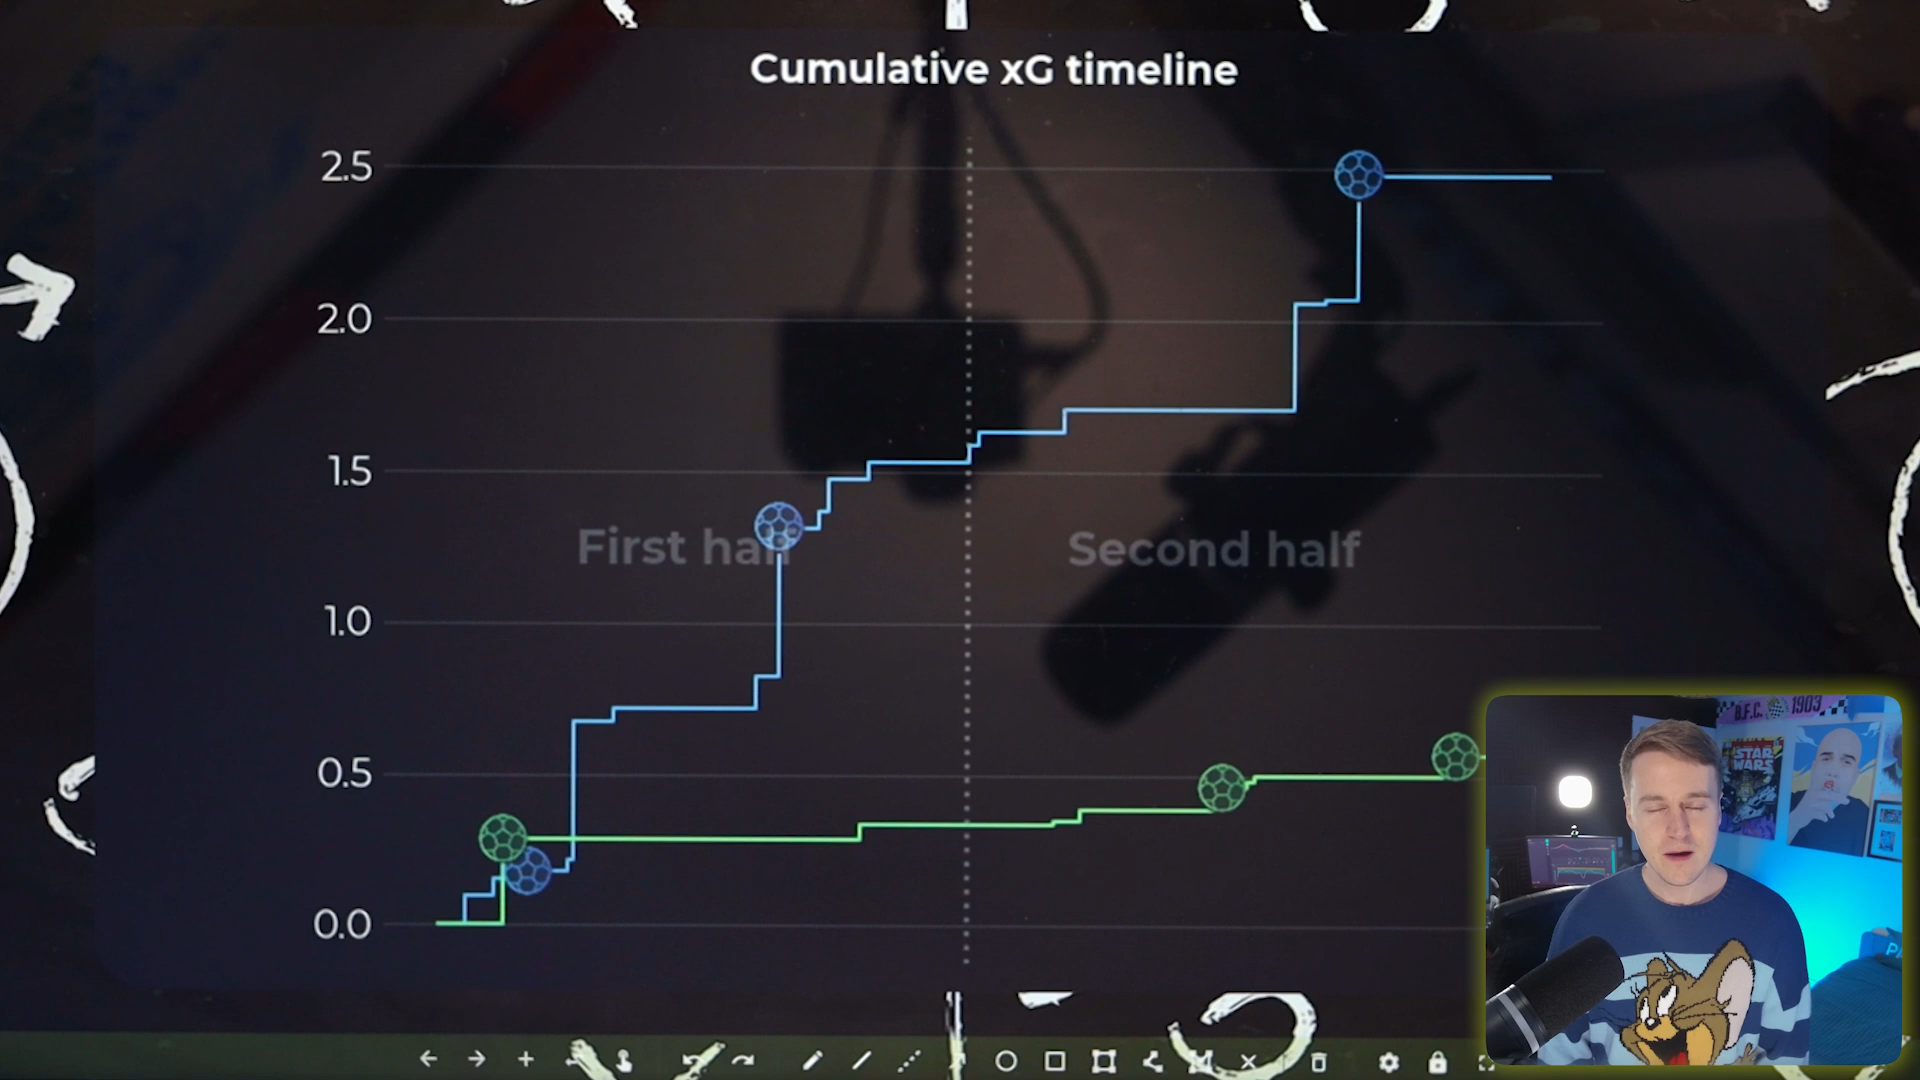 Cumulative xG timeline
2.5
2.0
1.5
1.0
0.5
0.0
First half
Second half
B.F.C. 1903
STAR
WARS